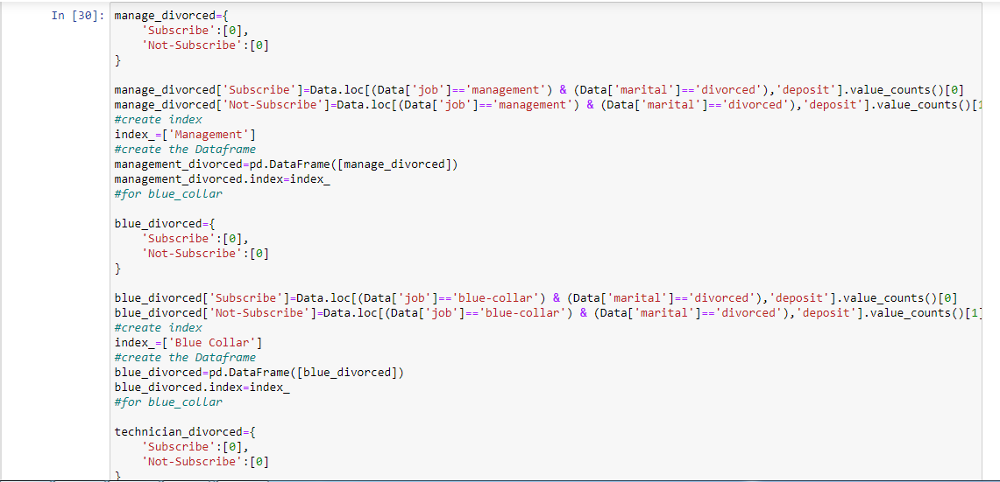 In [30]: manage_divorced={
    'Subscribe':[0],
    'Not-Subscribe':[0]
}
manage_divorced['Subscribe']=Data.loc[(Data['job']=='management') & (Data['marital']=='divorced'),'deposit'].value_counts()[0]
manage_divorced['Not-Subscribe']=Data.loc[(Data['job']=='management') & (Data['marital']=='divorced'),'deposit'].value_counts()[1
#create index
index_=['Management']
#create the Dataframe
management_divorced=pd.DataFrame([manage_divorced])
management_divorced.index=index_
#for blue_collar
blue_divorced={
    'Subscribe':[0],
    'Not-Subscribe':[0]
}
blue_divorced['Subscribe']=Data.loc[(Data['job']=='blue-collar') & (Data['marital']=='divorced'),'deposit'].value_counts()[0]
blue_divorced['Not-Subscribe']=Data.loc[(Data['job']=='blue-collar') & (Data['marital']=='divorced'),'deposit'].value_counts()[1]
#create index
index_=['Blue Collar']
#create the Dataframe
blue_divorced=pd.DataFrame([blue_divorced])
blue_divorced.index=index_
#for blue_collar
technician_divorced={
    'Subscribe':[0],
    'Not-Subscribe':[0]
}